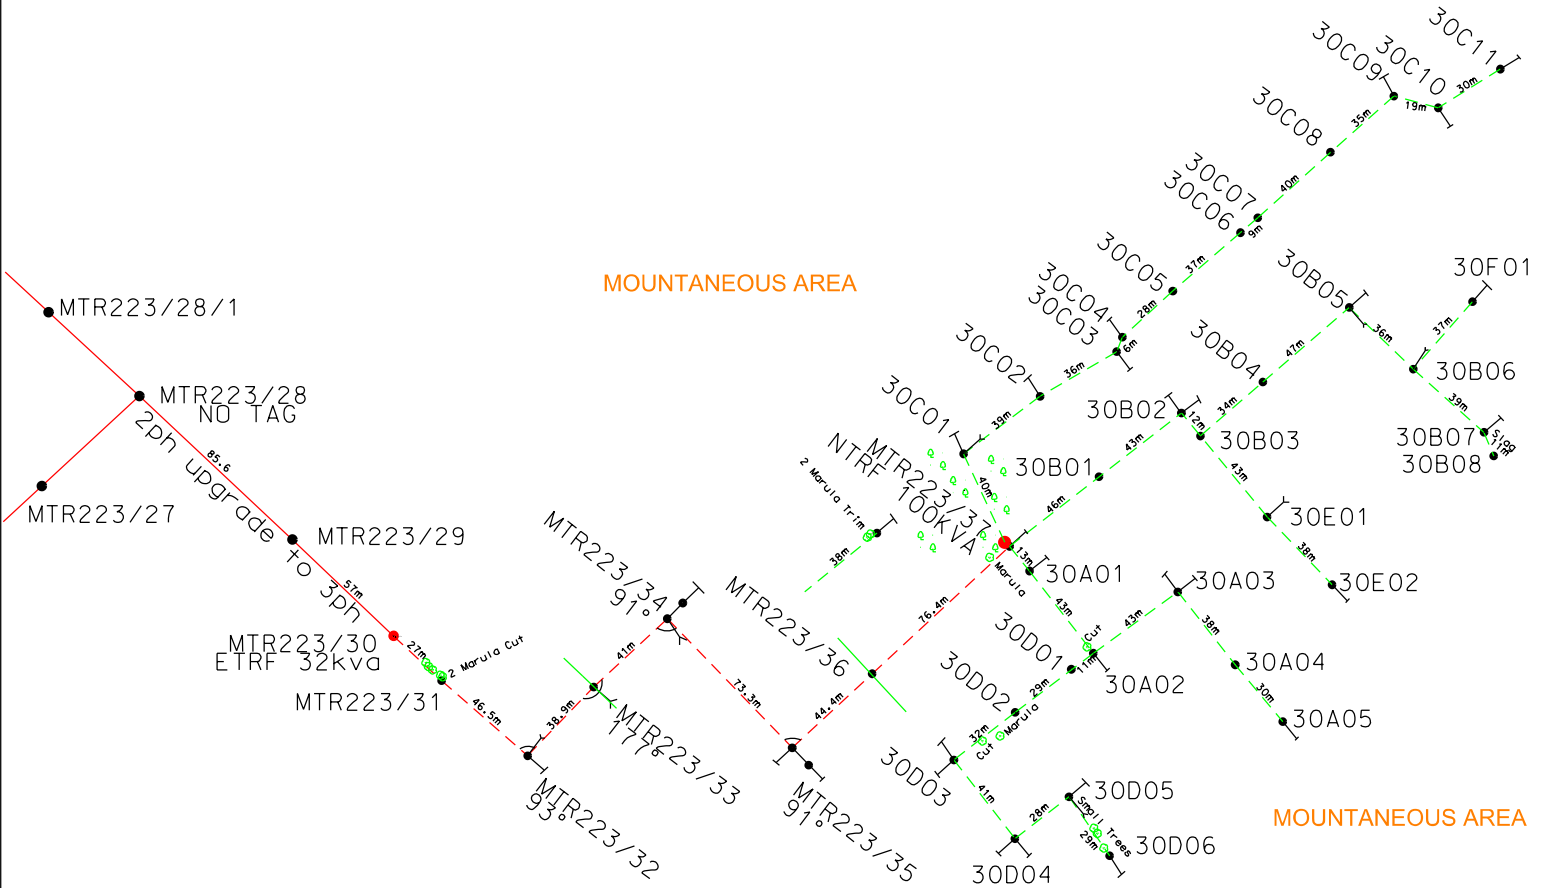 30C11
30C10
30C09
30m
19m
35m
30C08
40m
30C07
30C06
9m
37m
30C05
28m
30C04
30C03
6m
36m
30C02
39m
30C01
40m
MOUNTANEOUS AREA
MTR223/28/1
MTR223/28
NO TAG
2ph upgrade to 3ph
85.6
MTR223/27
MTR223/29
57m
MTR223/30
ETRF 32kva
27m
2 Marula Cut
MTR223/31
46.5m
MTR223/32
93°
38.9m
MTR223/33
177°
41m
MTR223/34
91°
73.3m
MTR223/35
91°
44.4m
MTR223/36
76.4m
MTR223/37
NTRF 100KVA
2 Marula Trim
38m
Marula
13m
30A01
43m
Cut
11m
30A02
43m
30A03
38m
30A04
30m
30A05
46m
30B01
43m
30B02
12m
30B03
34m
30B04
47m
30B05
36m
30B06
37m
30F01
39m
30B07
Slag
11m
30B08
43m
30E01
38m
30E02
30D01
29m
30D02
32m
Cut Marula
30D03
41m
30D04
28m
30D05
Small Trees
29m
30D06
MOUNTANEOUS AREA